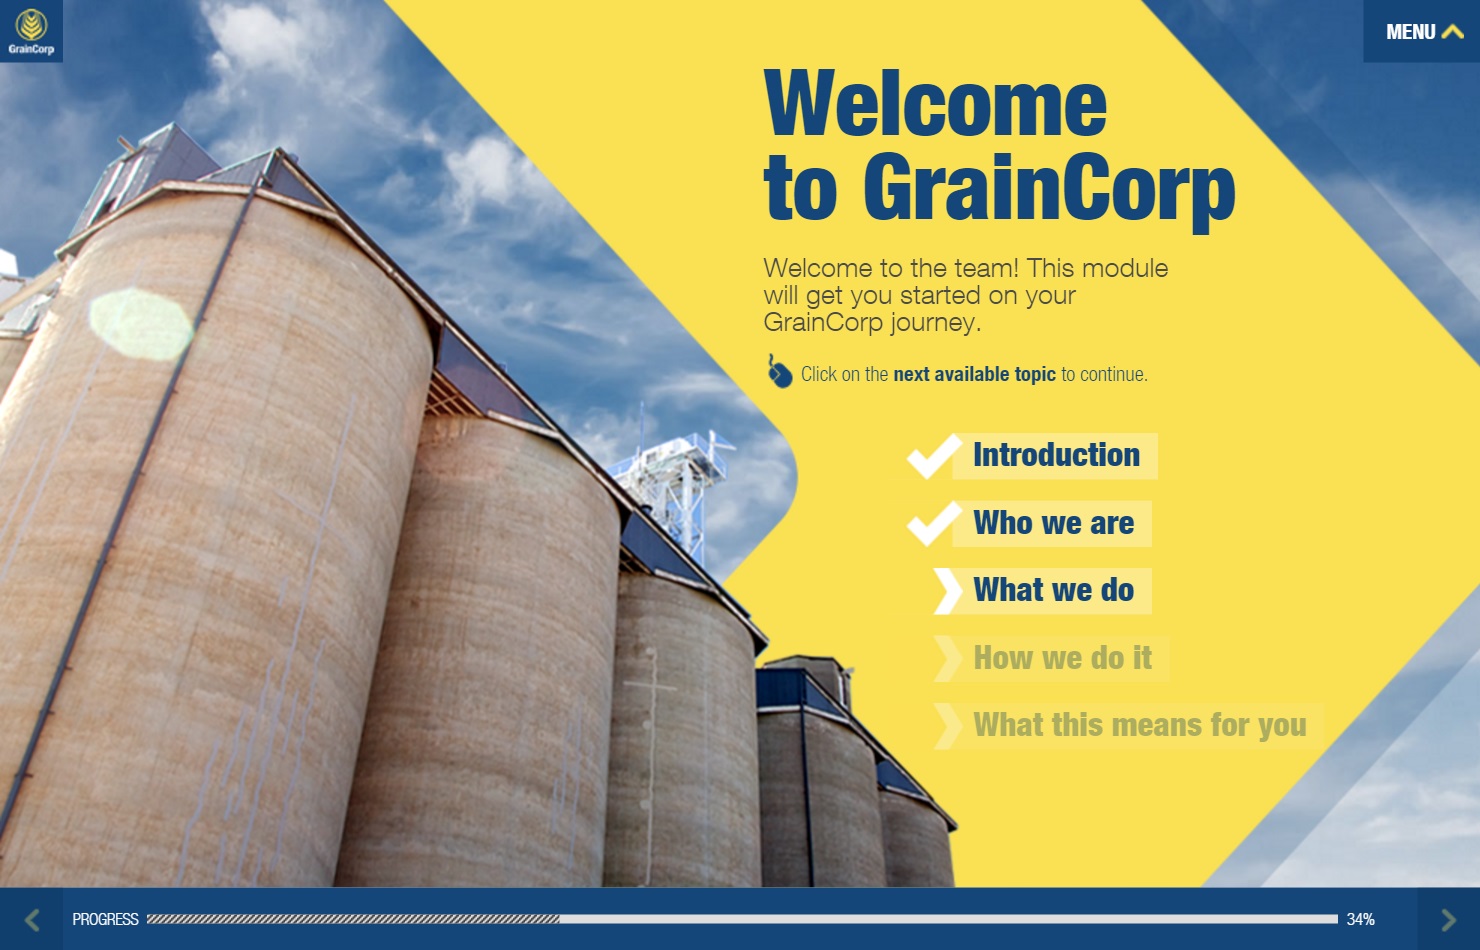 GrainCorp
MENU
Welcome
to GrainCorp
Welcome to the team! This module
will get you started on your
GrainCorp journey.
Click on the next available topic to continue.
Introduction
Who we are
What we do
How we do it
What this means for you
PROGRESS
34%